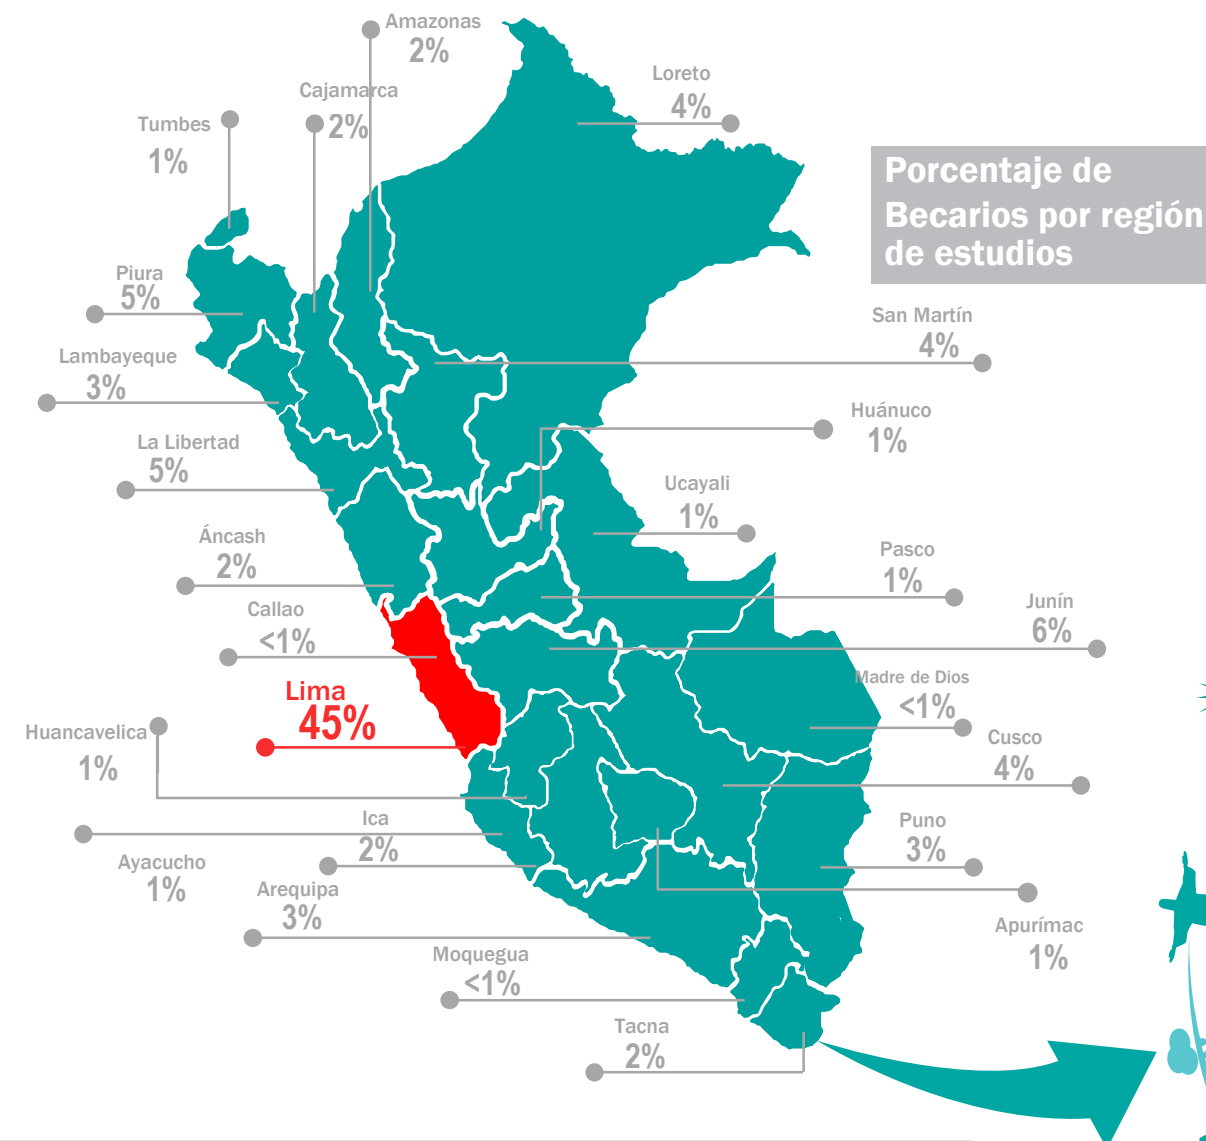 Amazonas
2%
Cajamarca
2%
Loreto
4%
Tumbes
1%
Porcentaje de
Becarios por región
de estudios
Piura
5%
San Martín
4%
Lambayeque
3%
Huánuco
1%
La Libertad
5%
Ucayali
1%
Áncash
2%
Pasco
1%
Callao
<1%
Junín
6%
Lima
45%
Madre de Dios
<1%
Huancavelica
1%
Cusco
4%
Ica
2%
Puno
3%
Ayacucho
1%
Arequipa
3%
Apurímac
1%
Moquegua
<1%
Tacna
2%